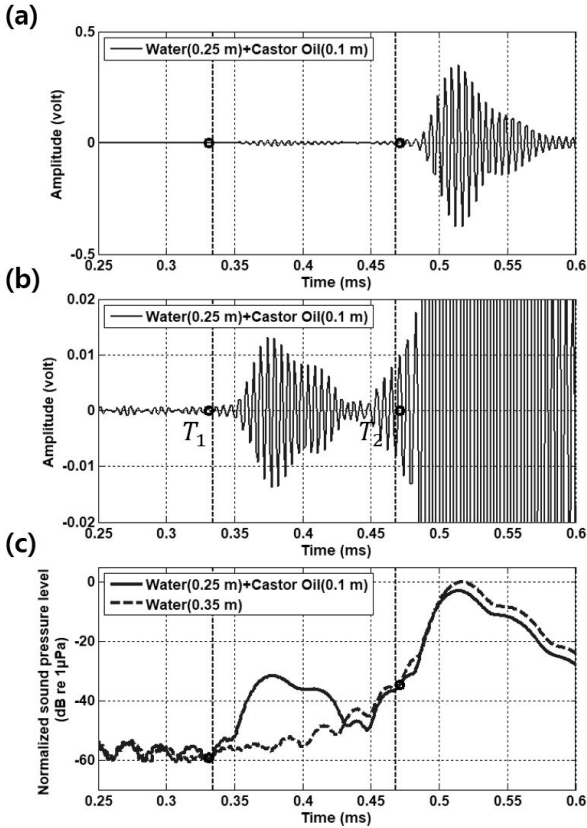 (a)
0.5
Water(0.25 m)+Castor Oil(0.1 m)
Amplitude (volt)
0
-0.5
0.25 0.3 0.35 0.4 0.45 0.5 0.55 0.6
Time (ms)
(b)
0.02
Water(0.25 m)+Castor Oil(0.1 m)
0.01
Amplitude (volt)
0
T₁ T₂
-0.01
-0.02
0.25 0.3 0.35 0.4 0.45 0.5 0.55 0.6
Time (ms)
(c)
0
Water(0.25 m)+Castor Oil(0.1 m)
Water(0.35 m)
Normalized sound pressure level
(dB re 1μPa)
-20
-40
-60
0.25 0.3 0.35 0.4 0.45 0.5 0.55 0.6
Time (ms)